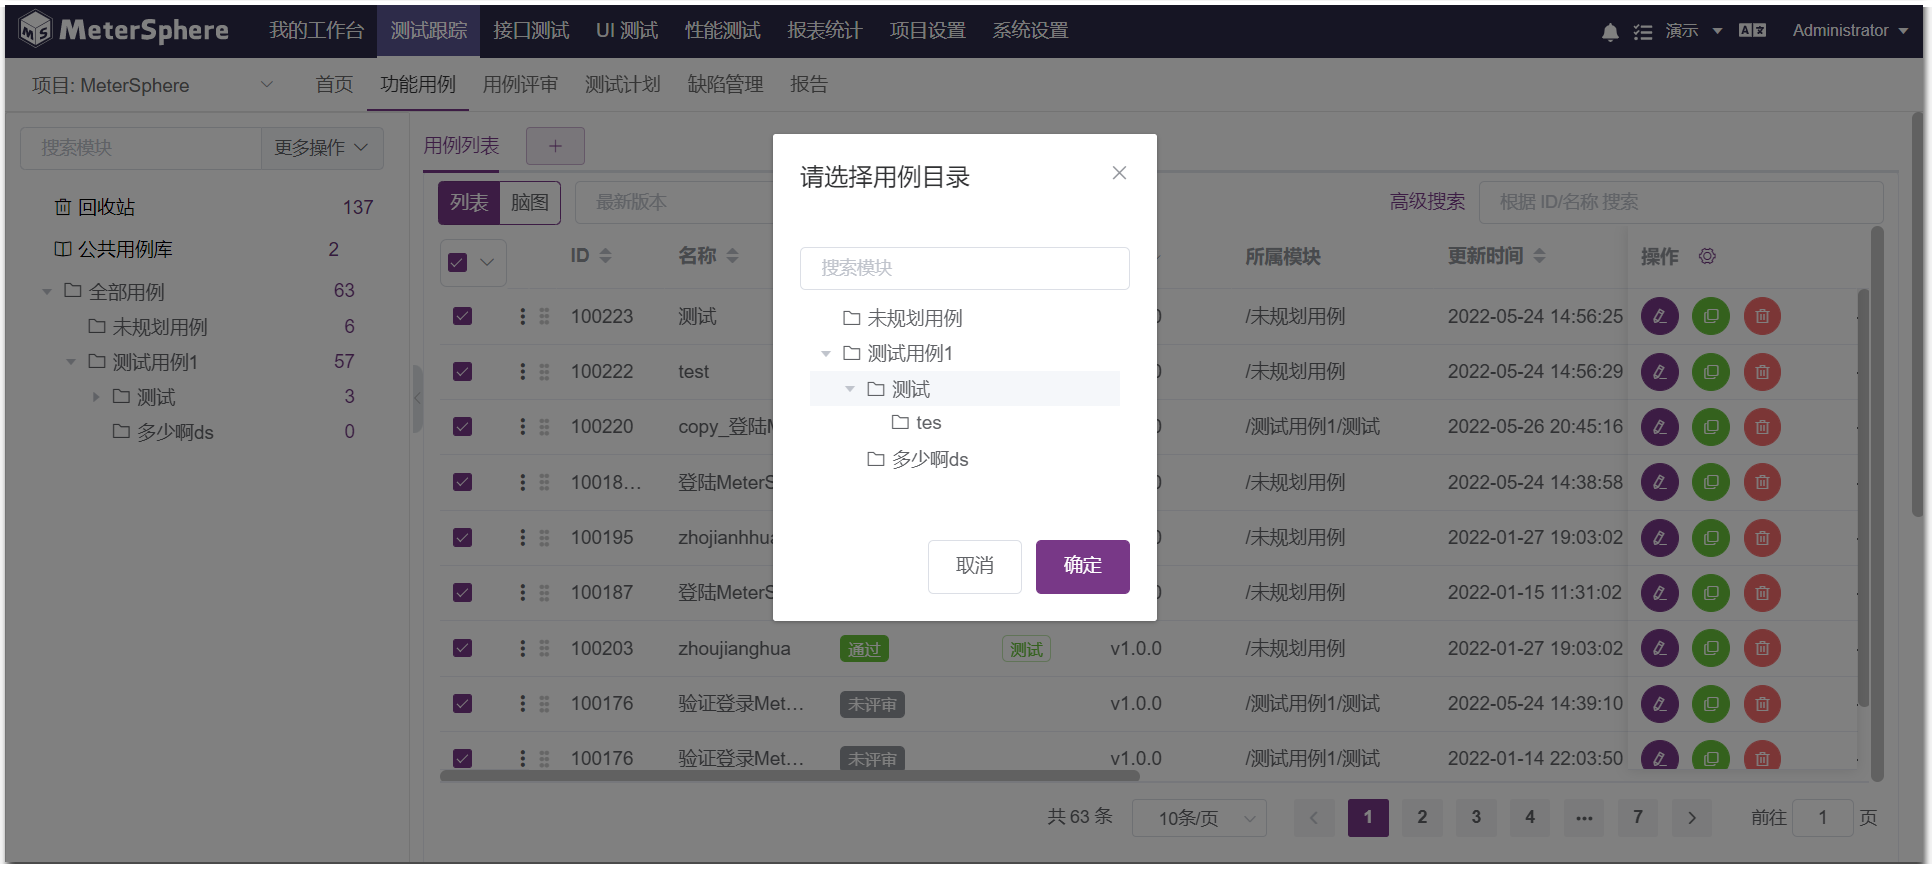 MeterSphere 我的工作台 测试跟踪 接口测试 UI 测试 性能测试 报表统计 项目设置 系统设置 演示 Administrator
项目: MeterSphere 首页 功能用例 用例评审 测试计划 缺陷管理 报告
搜索模块 更多操作
回收站 137
公共用例库 2
全部用例 63
未规划用例 6
测试用例1 57
测试 3
多少啊ds 0
用例列表 +
列表 脑图 最新版本 高级搜索 根据 ID/名称 搜索
ID 名称 所属模块 更新时间 操作
100223 测试 /未规划用例 2022-05-24 14:56:25
100222 test /未规划用例 2022-05-24 14:56:29
100220 copy_登陆 /测试用例1/测试 2022-05-26 20:45:16
10018... 登陆MeterS /未规划用例 2022-05-24 14:38:58
100195 zhojianhhua /未规划用例 2022-01-27 19:03:02
100187 登陆MeterS /未规划用例 2022-01-15 11:31:02
100203 zhoujianghua 通过 测试 v1.0.0 /未规划用例 2022-01-27 19:03:02
100176 验证登录Met... 未评审 v1.0.0 /测试用例1/测试 2022-05-24 14:39:10
100176 验证登录Met... 未评审 v1.0.0 /测试用例1/测试 2022-01-14 22:03:50
共 63 条 10条/页 1 2 3 4 ... 7 前往 1 页
请选择用例目录
搜索模块
未规划用例
测试用例1
测试
tes
多少啊ds
取消 确定